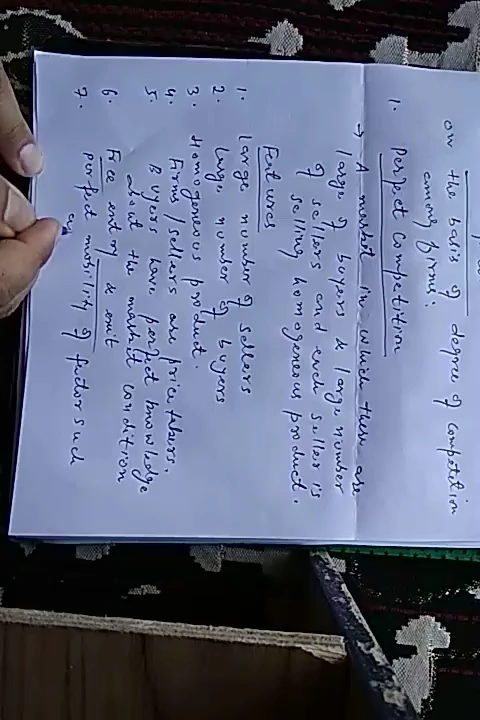 on the basis of degree of competition
among firms.
1. Perfect Competition
→ A market in which there are
large of buyers & large number
of sellers and each seller is
selling homogeneous product.
Features
1. Large number of sellers
2. Large number of buyers
3. Homogeneous product.
4. Firms/sellers are price takers.
5. Buyers have perfect knowledge
about the market condition
6. Free entry & exit
7. Perfect mobility of factor such
as